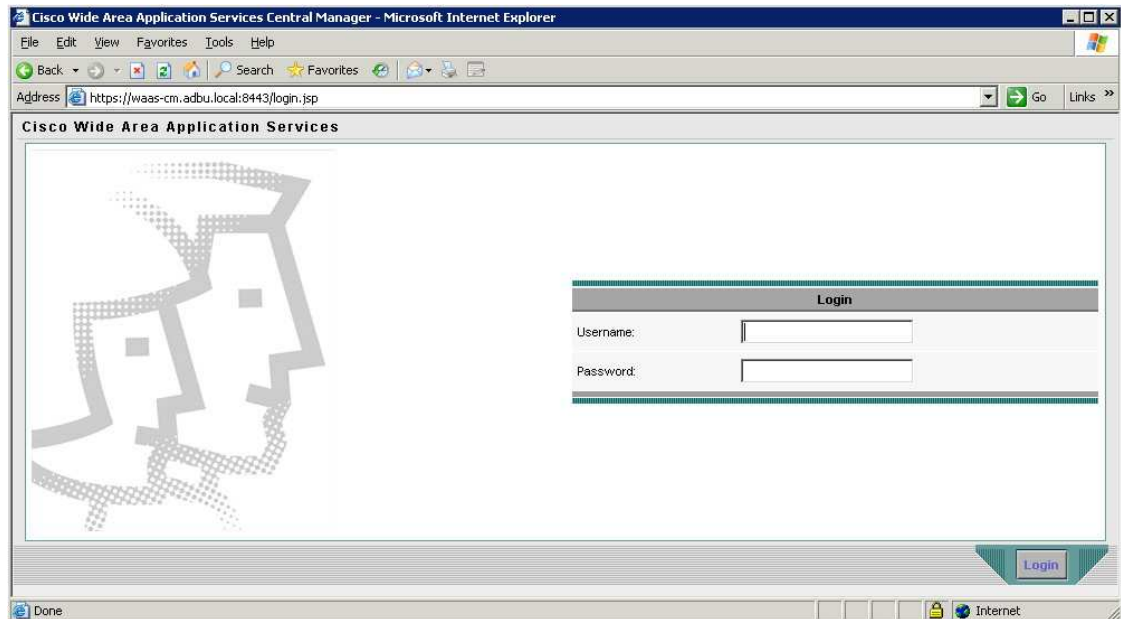 Cisco Wide Area Application Services Central Manager - Microsoft Internet Explorer
File Edit View Favorites Tools Help
Back Search Favorites
Address https://waas-cm.adbu.local:8443/login.jsp Go Links »
Cisco Wide Area Application Services
Login
Username:
Password:
Login
Done Internet